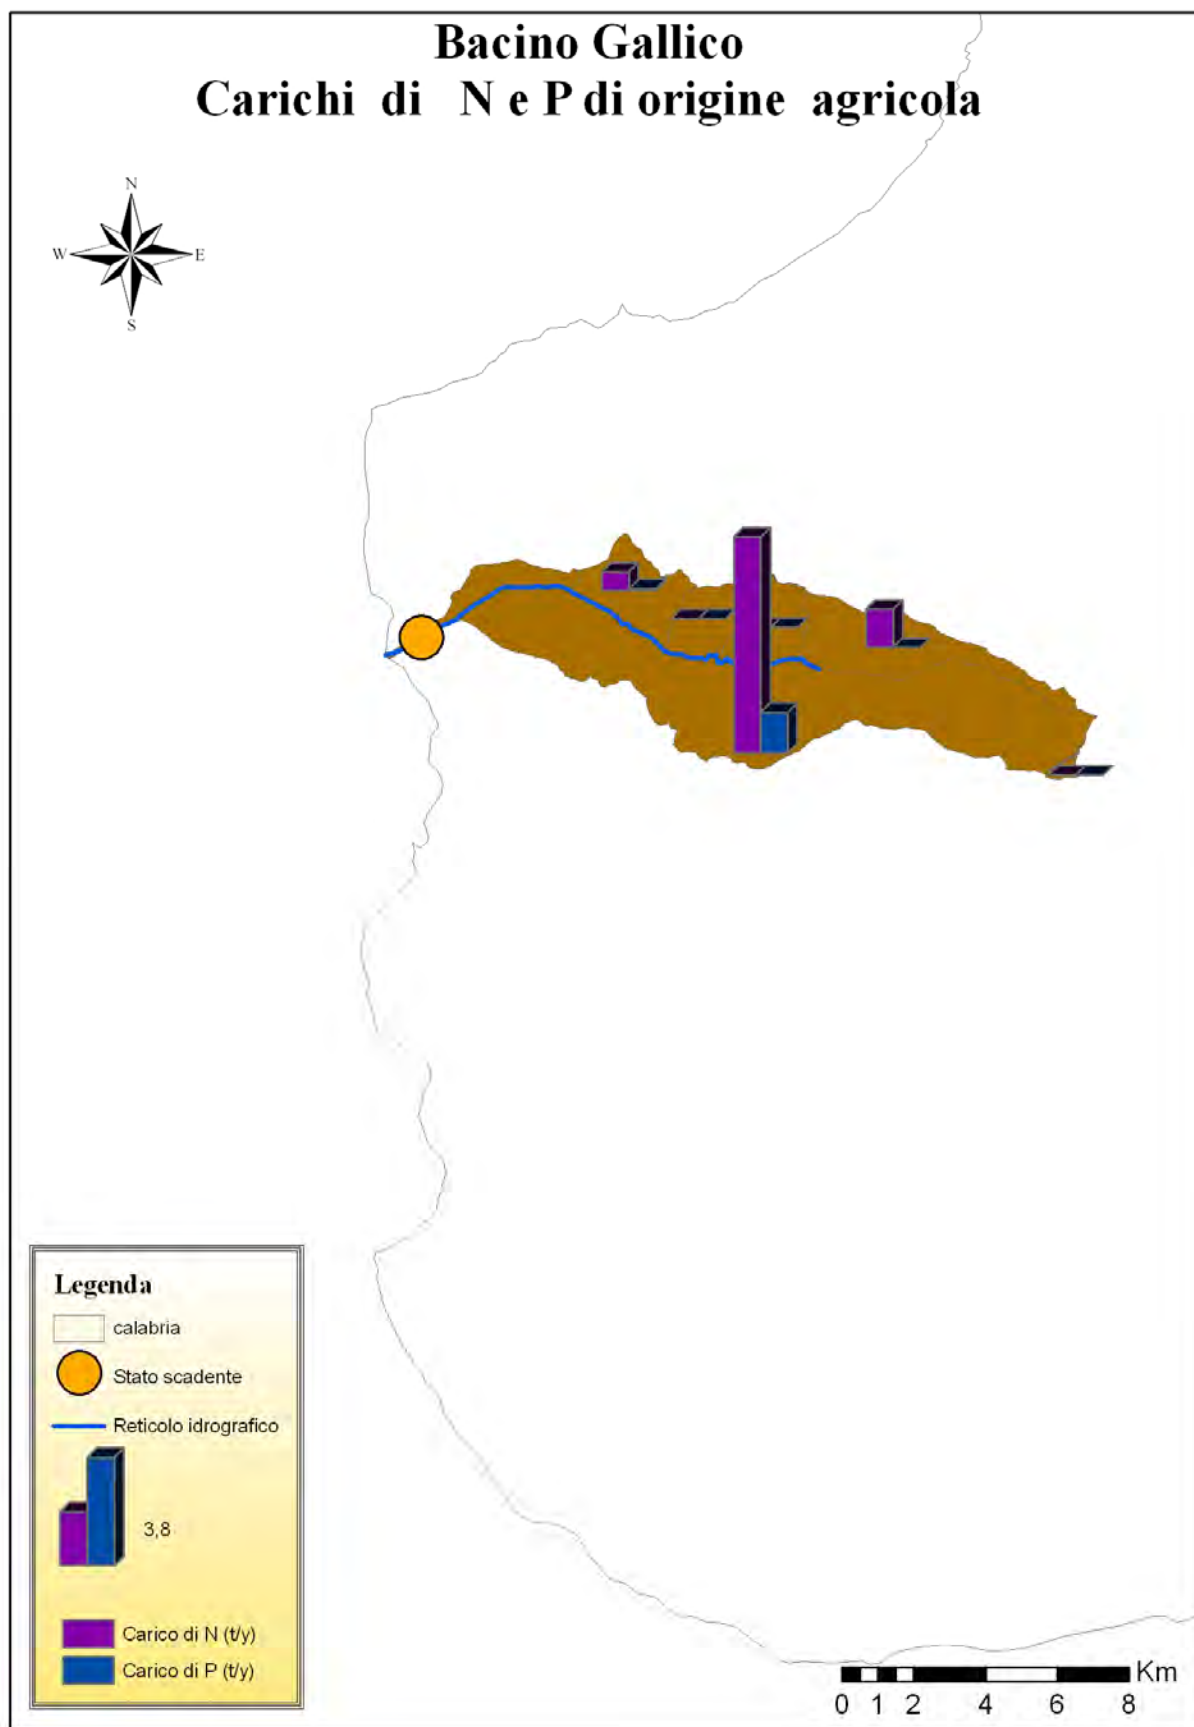 Bacino Gallico
Carichi di N e P di origine agricola
N
W E
S
Legenda
calabria
Stato scadente
Reticolo idrografico
3,8
Carico di N (t/y)
Carico di P (t/y)
Km
0 1 2 4 6 8